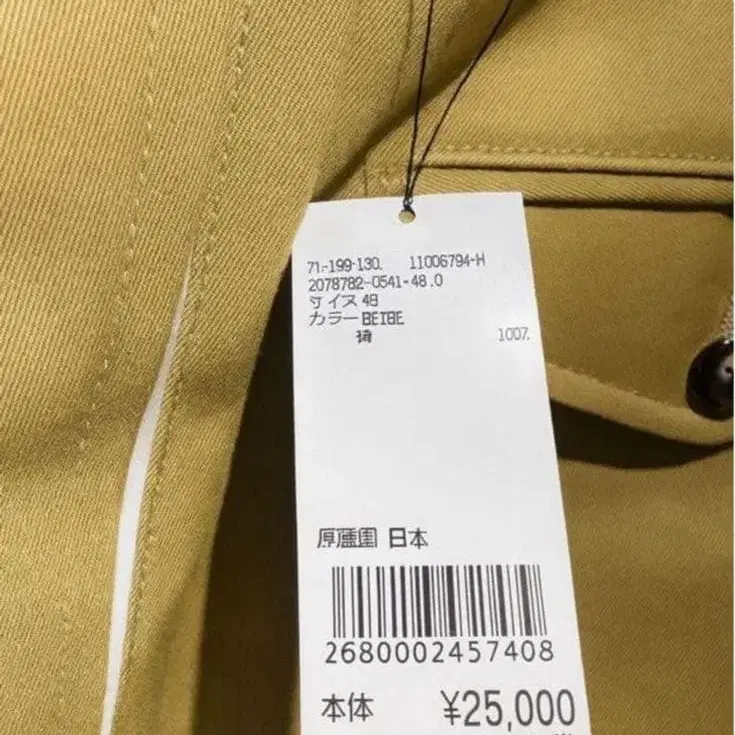 71-199-130. 11006794-H
2078782-0541-48.0
サイズ 48
カラー BEIBE
1007.
原産国 日本
2680002457408
本体 ¥25,000